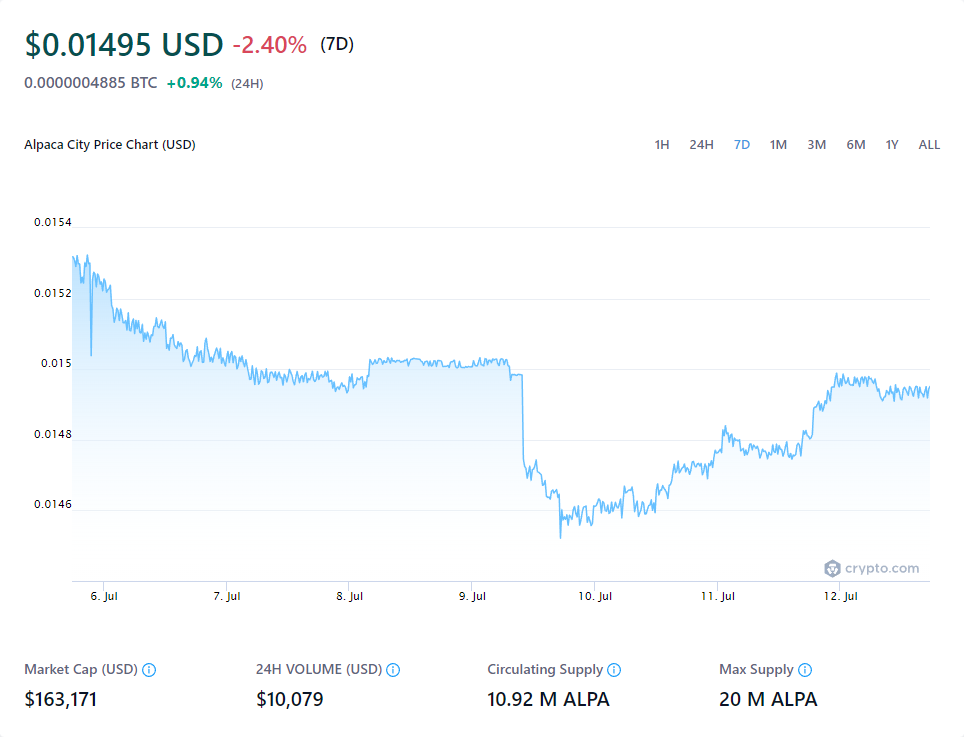 $0.01495 USD -2.40% (7D)
0.0000004885 BTC +0.94% (24H)
Alpaca City Price Chart (USD) 1H 24H 7D 1M 3M 6M 1Y ALL
0.0154
0.0152
0.015
0.0148
0.0146
crypto.com
6. Jul 7. Jul 8. Jul 9. Jul 10. Jul 11. Jul 12. Jul
Market Cap (USD) 24H VOLUME (USD) Circulating Supply Max Supply
$163,171 $10,079 10.92 M ALPA 20 M ALPA